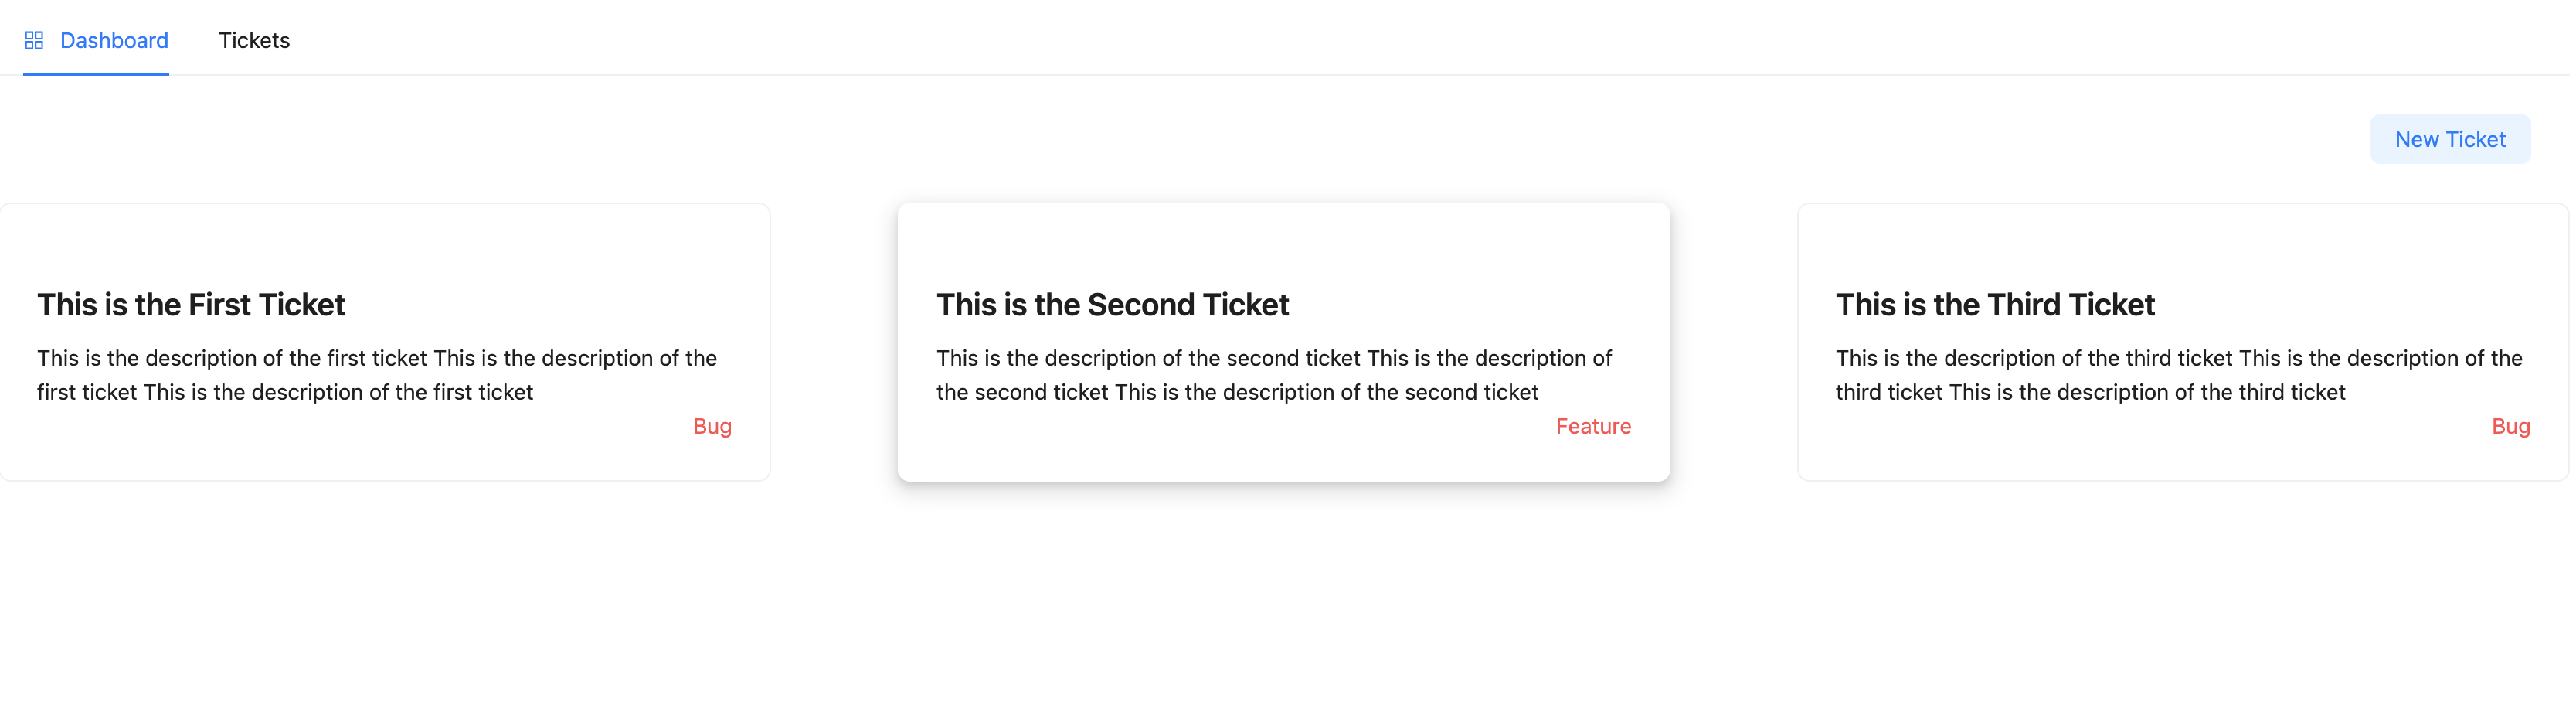 Dashboard
Tickets
New Ticket
This is the First Ticket
This is the description of the first ticket This is the description of the
first ticket This is the description of the first ticket
Bug
This is the Second Ticket
This is the description of the second ticket This is the description of
the second ticket This is the description of the second ticket
Feature
This is the Third Ticket
This is the description of the third ticket This is the description of the
third ticket This is the description of the third ticket
Bug